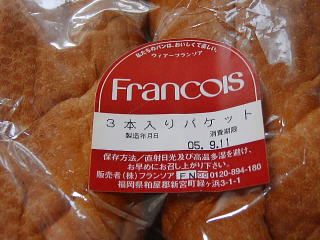 私たちのパンは、おいしくて正しい。
ウィアーフランソア
Francois
3本入りバケット
製造年月日 消費期限
05. 9.11
保存方法/直射日光及び高温多湿を避け、
お早めにお召し上がり下さい。
販売者(株)フランソア FN 0120-894-180
福岡県粕屋郡新宮町緑ヶ浜3-1-1